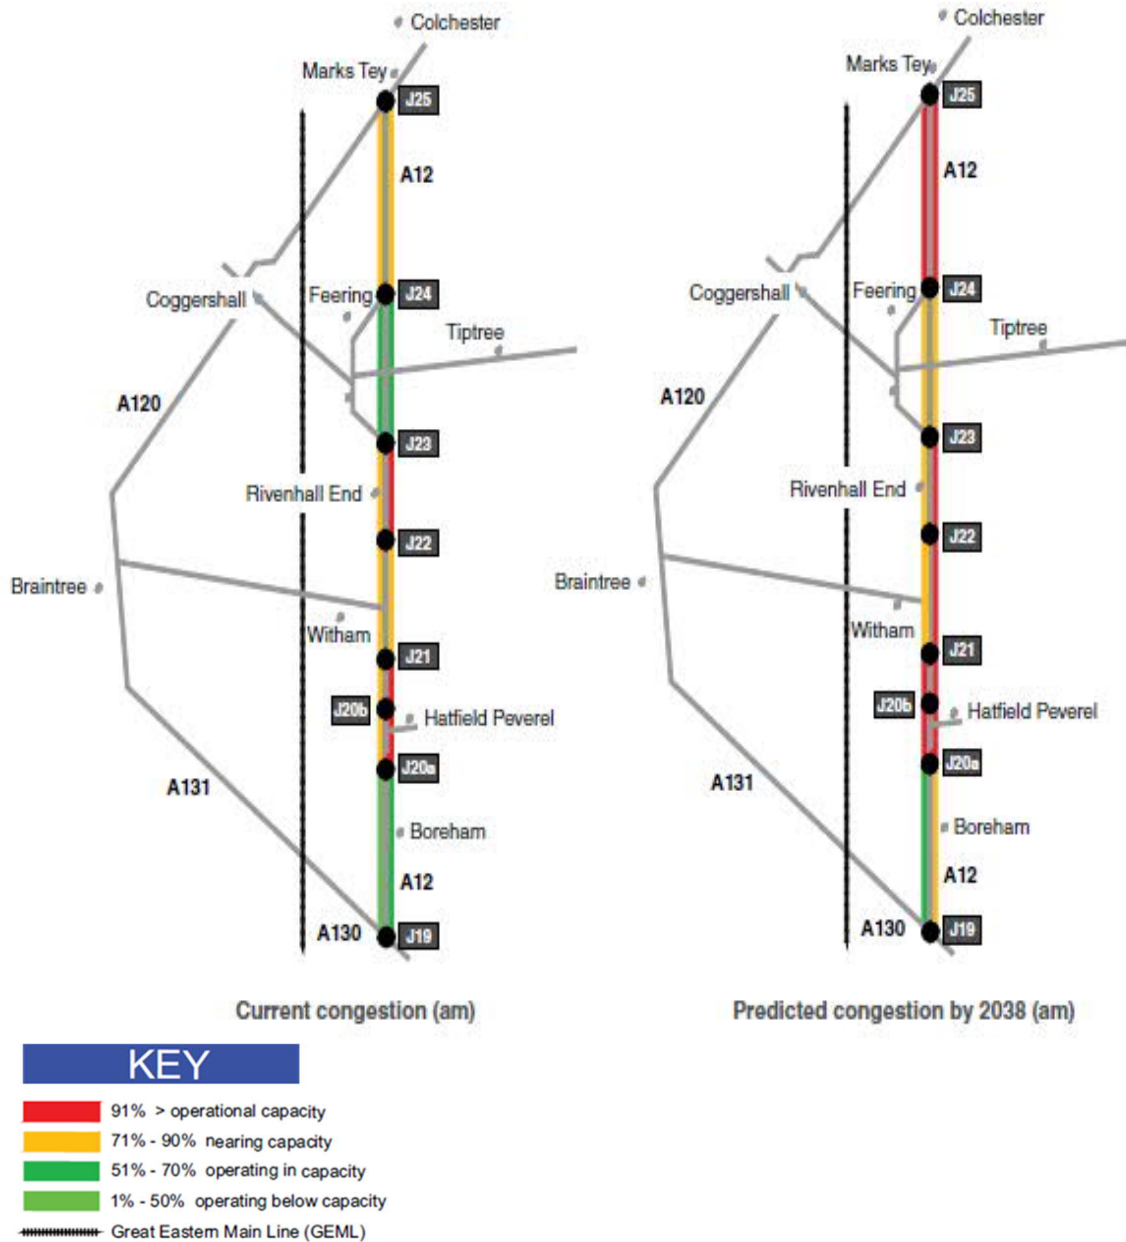 Colchester
Marks Tey
J25
A12
J24
Feering
Coggershall
Tiptree
A120
J23
Rivenhall End
J22
Braintree
Witham
J21
J20b
Hatfield Peverel
J20a
A131
Boreham
A12
A130
J19
Current congestion (am)
Colchester
Marks Tey
J25
A12
J24
Feering
Coggershall
Tiptree
A120
J23
Rivenhall End
J22
Braintree
Witham
J21
J20b
Hatfield Peverel
J20a
A131
Boreham
A12
A130
J19
Predicted congestion by 2038 (am)
KEY
91% > operational capacity
71% - 90% nearing capacity
51% - 70% operating in capacity
1% - 50% operating below capacity
Great Eastern Main Line (GEML)